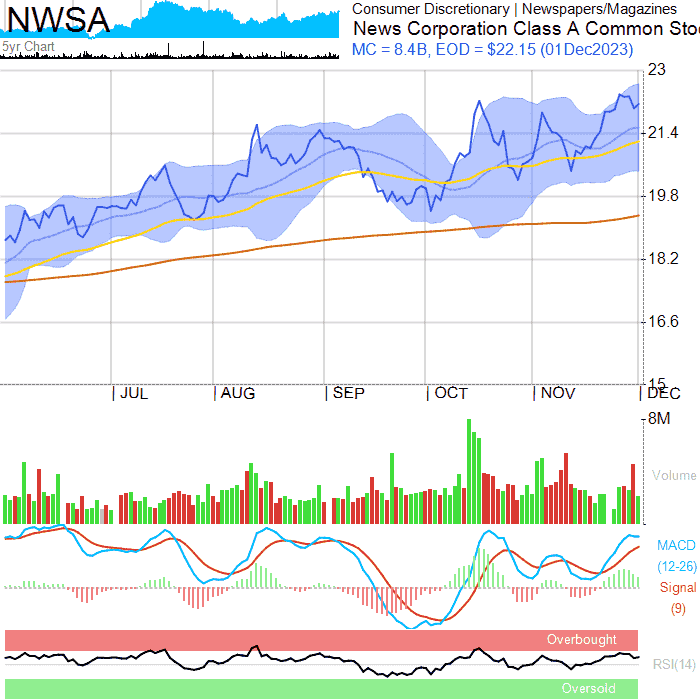 NWSA
5yr Chart
Consumer Discretionary | Newspapers/Magazines
News Corporation Class A Common Sto
MC = 8.4B, EOD = $22.15 (01Dec2023)
23
21.4
19.8
18.2
16.6
15
JUL AUG SEP OCT NOV DEC
8M
Volume
MACD
(12-26)
Signal
(9)
Overbought
RSI(14)
Oversold